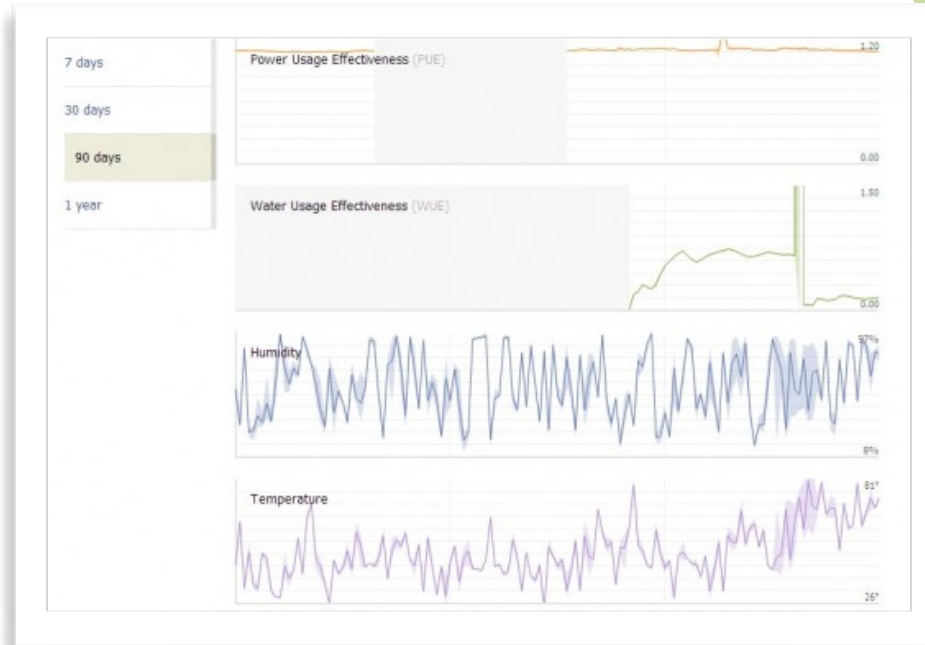 7 days
30 days
90 days
1 year
1.20
Power Usage Effectiveness (PUE)
0.00
1.50
Water Usage Effectiveness (WUE)
0.00
97%
Humidity
8%
81°
Temperature
26°